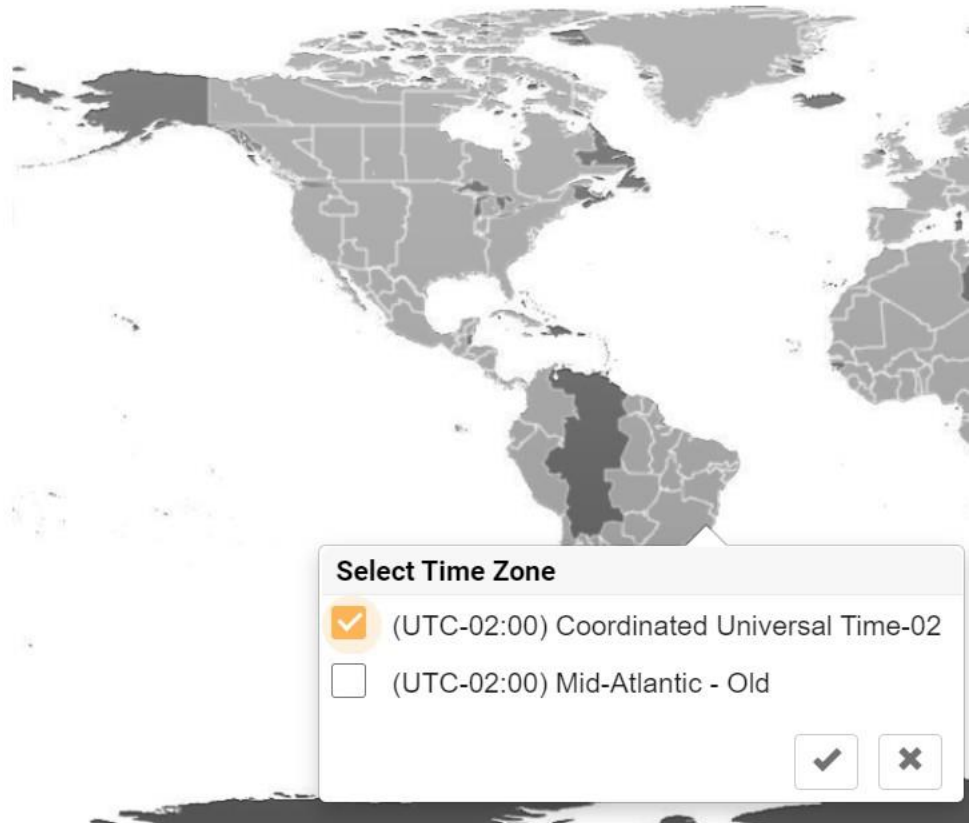 Select Time Zone
(UTC-02:00) Coordinated Universal Time-02
(UTC-02:00) Mid-Atlantic - Old